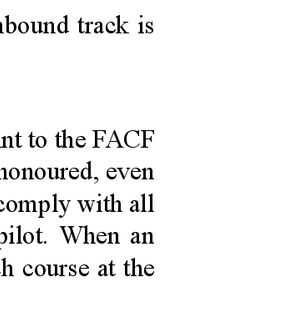 nbound track is
nt to the FACF
honoured, even
comply with all
pilot. When an
h course at the